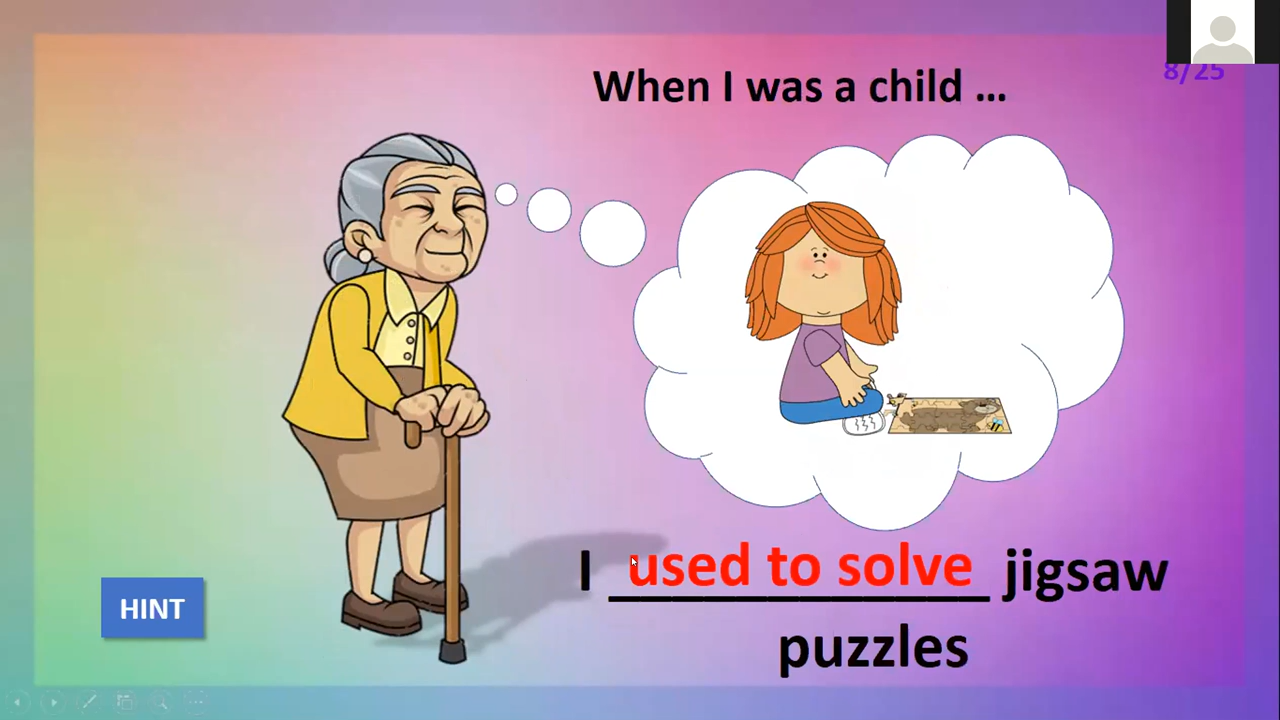 8/25
When I was a child ...
I used to solve jigsaw
puzzles
HINT